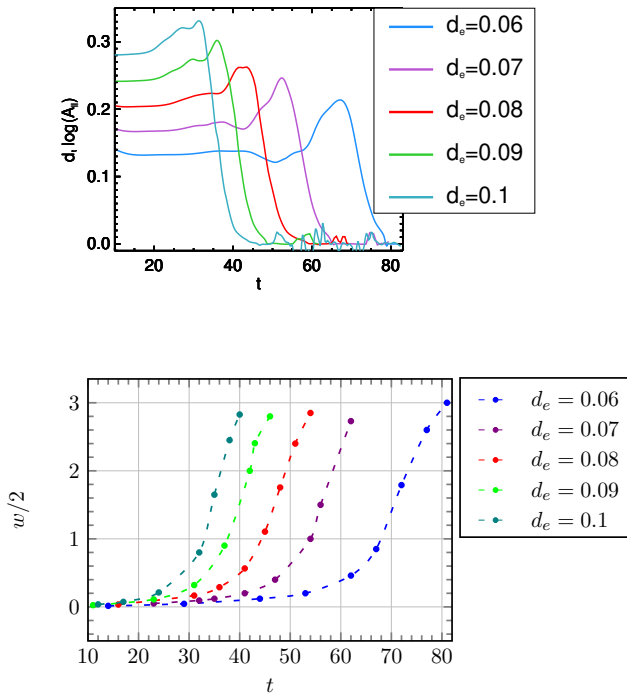 0.3
0.2
0.1
0.0
d_t log(A_||)
20 40 60 80
t
d_e=0.06
d_e=0.07
d_e=0.08
d_e=0.09
d_e=0.1
3
2
1
0
w/2
10 20 30 40 50 60 70 80
t
d_e = 0.06
d_e = 0.07
d_e = 0.08
d_e = 0.09
d_e = 0.1